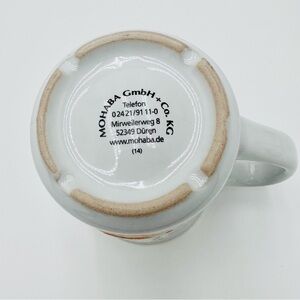 MOHABA GmbH + Co. KG
Telefon
02421/9111-0
Mirweilerweg 8
52349 Düren
www.mohaba.de
(14)